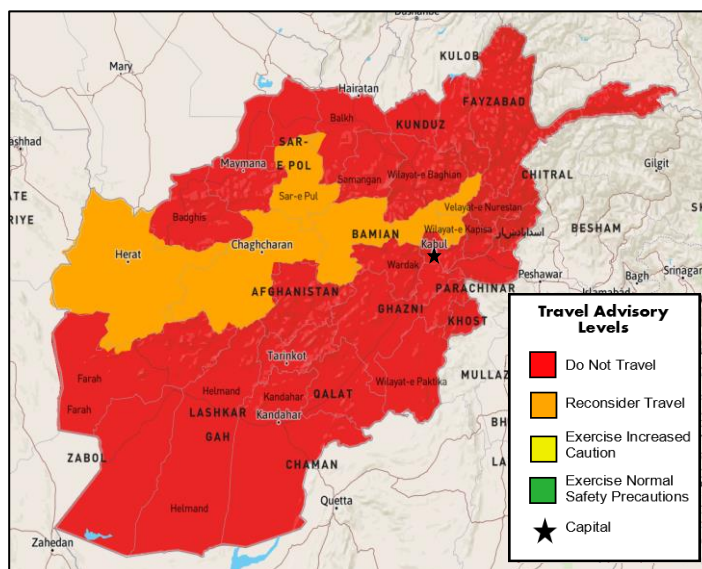 Dushanbe
KULOB
Mary
Hairatan
FAYZABAD
Balkh
KUNDUZ
SAR-
E POL
Maymana
Gilgit
CHITRAL
Samangan
Wilayat-e Baghlan
Sar-e Pul
Badghis
Velayat-e Nurestan
BESHAM
BAMIAN
Wilayat-e Kapisa
Herat
Chaghcharan
Kabul
Srinagar
Wardak
Peshawar
Bagh
Islamabad
PARACHINAR
AFGHANISTAN
GHAZNI
KHOST
Tarinkot
Farah
Helmand
Kandahar
QALAT
Wilayat-e Paktika
MULLAZ
Farah
LASHKAR
GAH
Kandahar
ZABOL
CHAMAN
Quetta
Helmand
Zahedan
Travel Advisory
Levels
Do Not Travel
Reconsider Travel
Exercise Increased
Caution
Exercise Normal
Safety Precautions
Capital